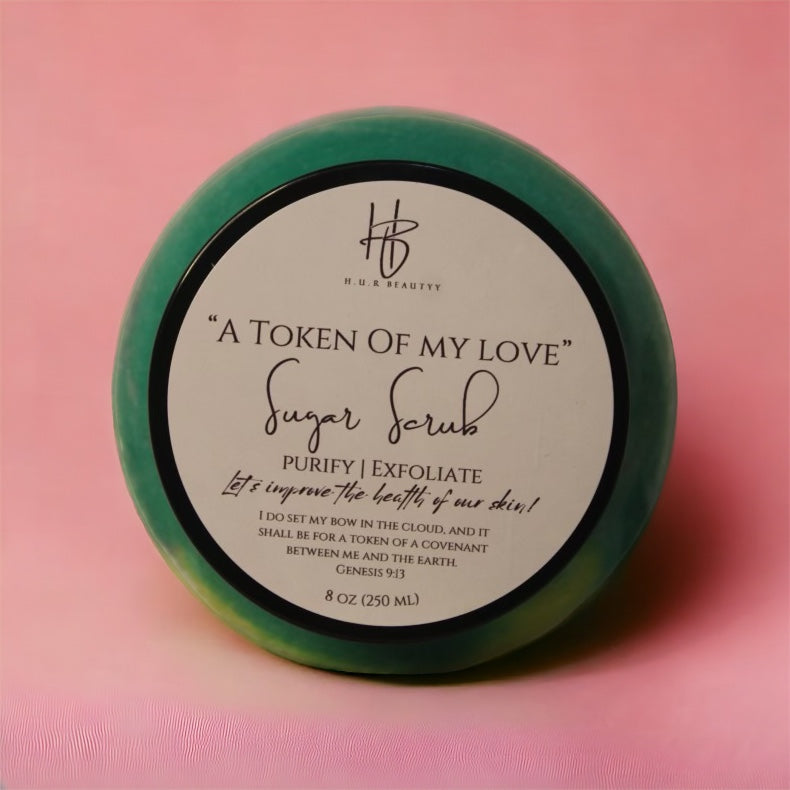 HB
H.U.R BEAUTYY
“A TOKEN OF MY LOVE”
Sugar Scrub
PURIFY | EXFOLIATE
Let's improve the health of our skin!
I DO SET MY BOW IN THE CLOUD, AND IT
SHALL BE FOR A TOKEN OF A COVENANT
BETWEEN ME AND THE EARTH.
GENESIS 9:13
8 OZ (250 ML)